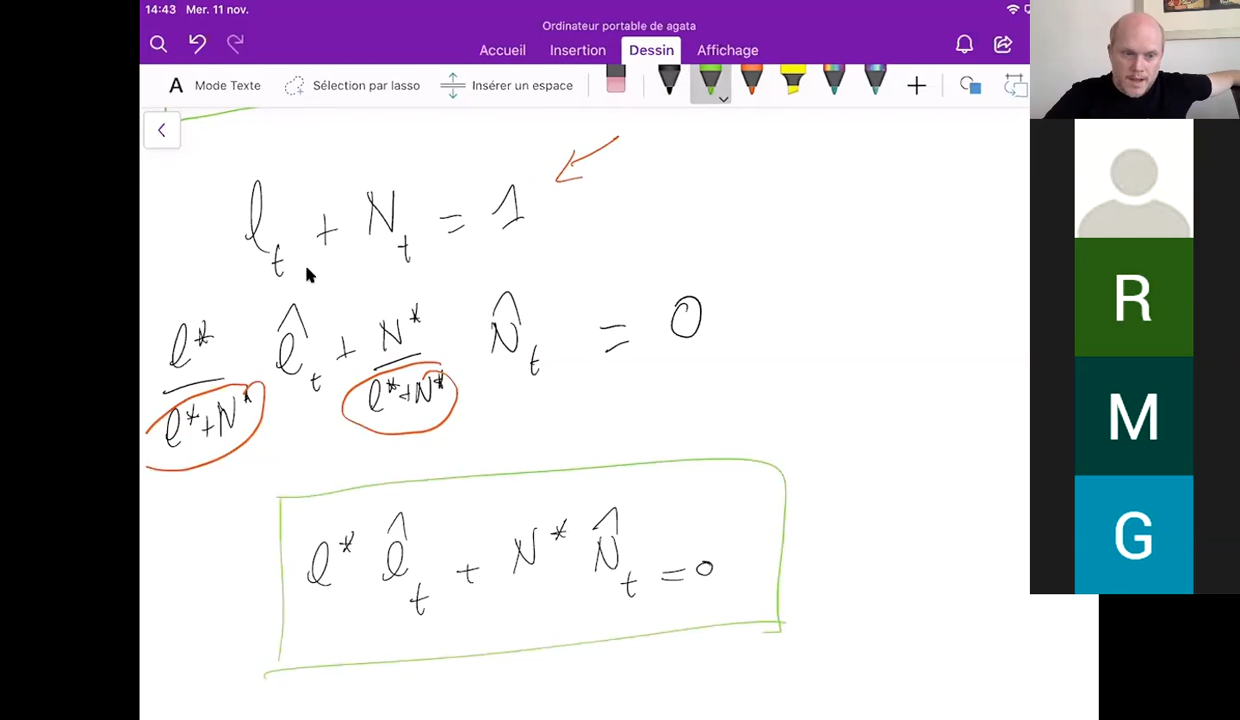 14:43 Mer. 11 nov.
Ordinateur portable de agata
Accueil Insertion Dessin Affichage
A Mode Texte Sélection par lasso Insérer un espace
l_t + N_t = 1
l*/(l*+N*) l̂_t + N*/(l*+N*) N̂_t = 0
l* l̂_t + N* N̂_t = 0
R
M
G